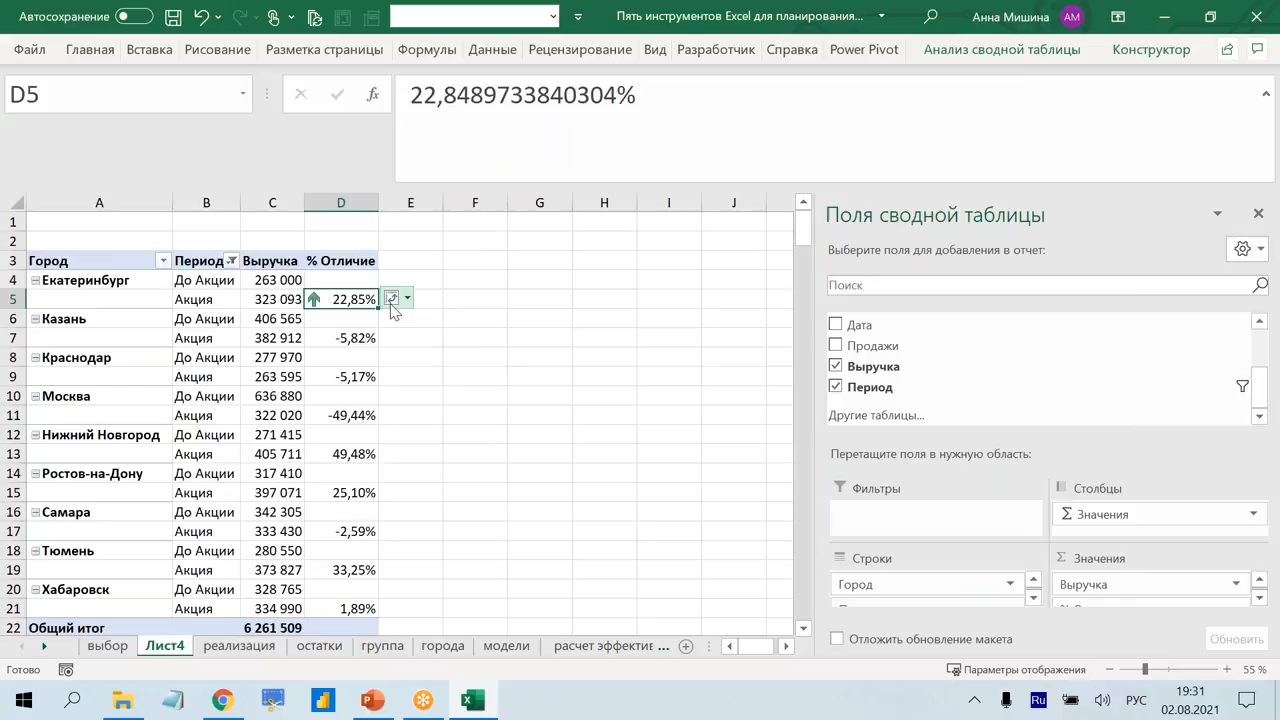 Автосохранение
Пять инструментов Excel для планирования...
Анна Мишина
АМ
Файл Главная Вставка Рисование Разметка страницы Формулы Данные Рецензирование Вид Разработчик Справка Power Pivot Анализ сводной таблицы Конструктор
D5
fx
22,8489733840304%
A B C D E F G H I J
1
2
3 Город Период Выручка % Отличие
4 Екатеринбург До Акции 263 000
5 Акция 323 093 22,85%
6 Казань До Акции 406 565
7 Акция 382 912 -5,82%
8 Краснодар До Акции 277 970
9 Акция 263 595 -5,17%
10 Москва До Акции 636 880
11 Акция 322 020 -49,44%
12 Нижний Новгород До Акции 271 415
13 Акция 405 711 49,48%
14 Ростов-на-Дону До Акции 317 410
15 Акция 397 071 25,10%
16 Самара До Акции 342 305
17 Акция 333 430 -2,59%
18 Тюмень До Акции 280 550
19 Акция 373 827 33,25%
20 Хабаровск До Акции 328 765
21 Акция 334 990 1,89%
22 Общий итог 6 261 509
Поля сводной таблицы
Выберите поля для добавления в отчет:
Поиск
Дата
Продажи
Выручка
Период
Другие таблицы...
Перетащите поля в нужную область:
Фильтры
Столбцы
Σ Значения
Строки
Σ Значения
Город
Выручка
Отложить обновление макета
Обновить
выбор Лист4 реализация остатки группа города модели расчет эффектив ...
Готово
Параметры отображения
55 %
Ru
РУС
19:31
02.08.2021